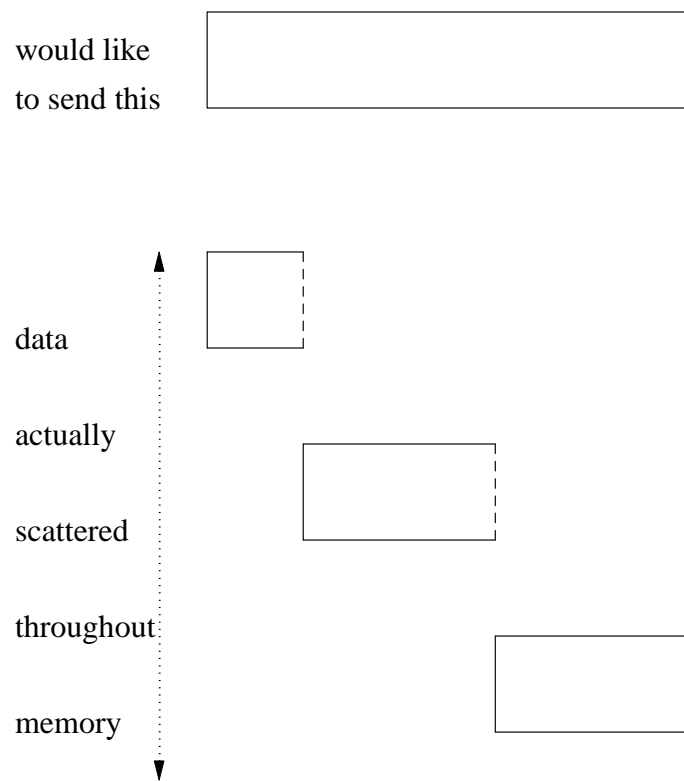 would like
to send this
data
actually
scattered
throughout
memory